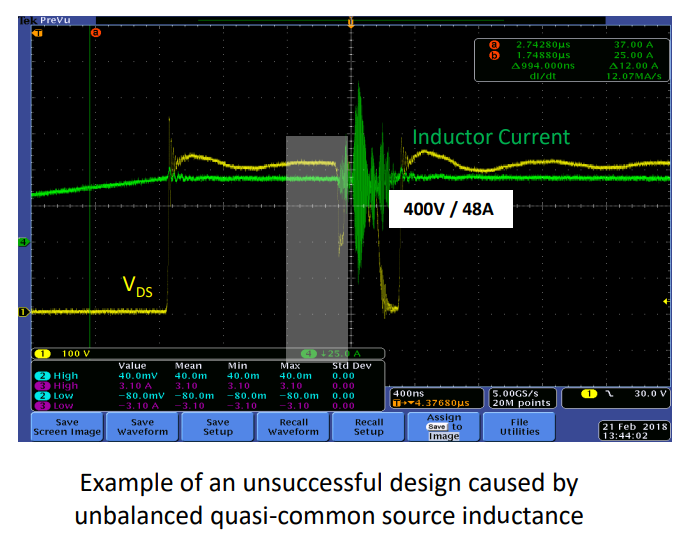 Tek PreVu
T
a
a 2.74280μs 37.00 A
b 1.74880μs 25.00 A
Δ994.000ns Δ12.00 A
dI/dt 12.07MA/s
Inductor Current
400V / 48A
4
VDS
1
1 100 V
4 ↓25.0 A
Value Mean Min Max Std Dev
2 High 40.0mV 40.0m 40.0m 40.0m 0.00
3 High 3.10 A 3.10 3.10 3.10 0.00
2 Low -80.0mV -80.0m -80.0m -80.0m 0.00
3 Low -3.10 A -3.10 -3.10 -3.10 0.00
400ns
T→▼4.37680μs
5.00GS/s
20M points
1 30.0 V
Save Screen Image
Save Waveform
Save Setup
Recall Waveform
Recall Setup
Assign Save to Image
File Utilities
21 Feb 2018
13:44:02
Example of an unsuccessful design caused by
unbalanced quasi-common source inductance